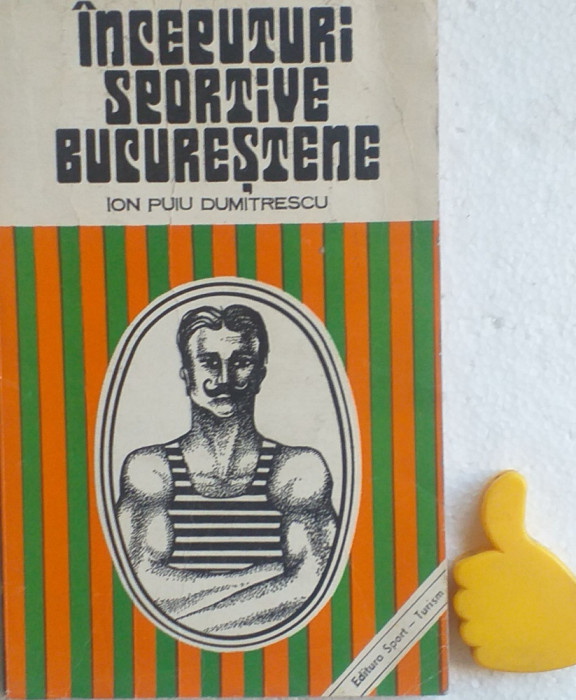 ÎNCEPUTURI
SPORTIVE
BUCUREȘTENE
ION PUIU DUMITRESCU
Editura Sport - Turism